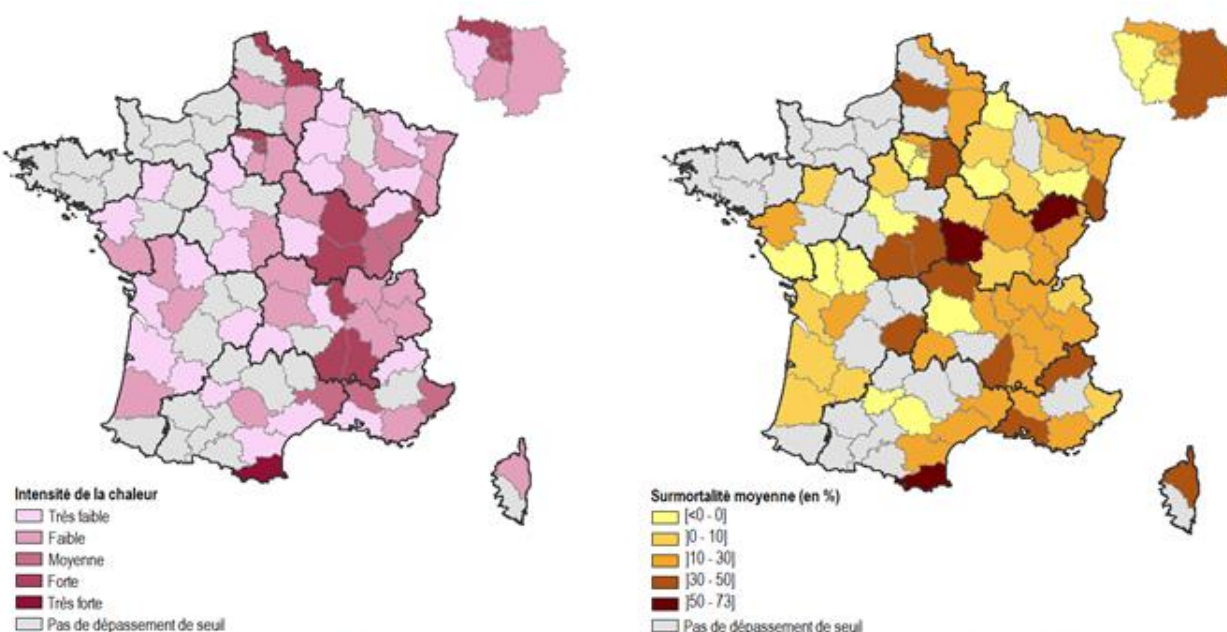 Intensité de la chaleur
Très faible
Faible
Moyenne
Forte
Très forte
Pas de dépassement de seuil
Surmortalité moyenne (en %)
[<0 - 0]
]0 - 10]
]10 - 30]
]30 - 50]
]50 - 73]
Pas de dépassement de seuil